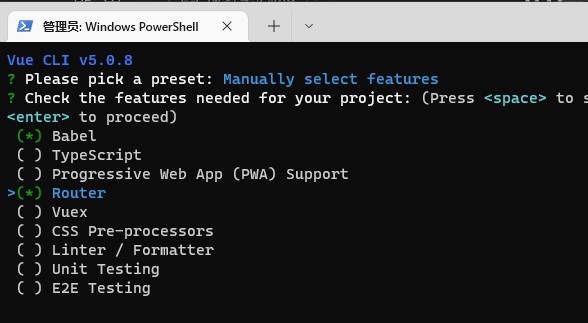 管理员: Windows PowerShell
Vue CLI v5.0.8
? Please pick a preset: Manually select features
? Check the features needed for your project: (Press <space> to s
<enter> to proceed)
(*) Babel
( ) TypeScript
( ) Progressive Web App (PWA) Support
>(*) Router
( ) Vuex
( ) CSS Pre-processors
( ) Linter / Formatter
( ) Unit Testing
( ) E2E Testing